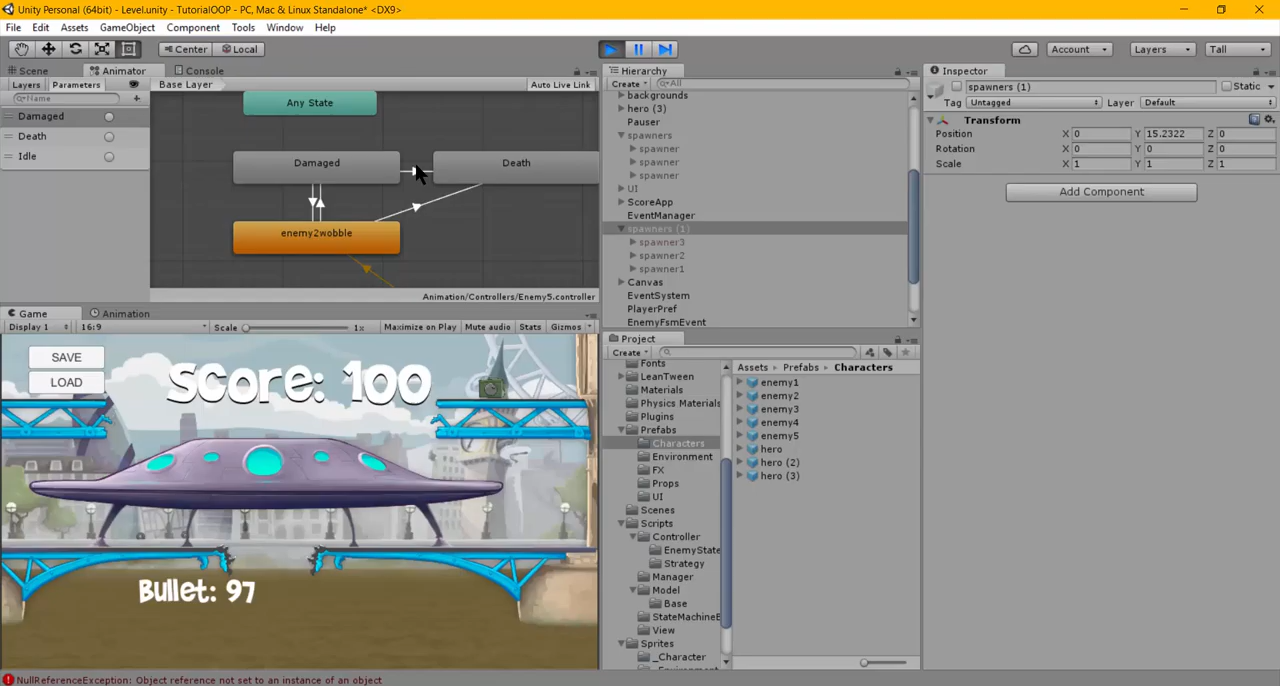 Unity Personal (64bit) - Level.unity - TutorialOOP - PC, Mac & Linux Standalone* <DX9>
File Edit Assets GameObject Component Tools Window Help
Center Local Account Layers Tall
Scene Animator Console
Layers Parameters Base Layer Auto Live Link
Name
Damaged
Death
Idle
Any State
Damaged
Death
enemy2wobble
Animation/Controllers/Enemy5.controller
Game Animation
Display 1 16:9 Scale 1x Maximize on Play Mute audio Stats Gizmos
SAVE
LOAD
Score: 100
Bullet: 97
Hierarchy
Create All
backgrounds
hero (3)
Pauser
spawners
spawner
spawner
spawner
UI
ScoreApp
EventManager
spawners (1)
spawner3
spawner2
spawner1
Canvas
EventSystem
PlayerPref
EnemyFsmEvent
Project
Create
Fonts
LeanTween
Materials
Physics Materials
Plugins
Prefabs
Characters
Environment
FX
Props
UI
Scenes
Scripts
Controller
EnemyState
Strategy
Manager
Model
Base
StateMachineB
View
Sprites
_Character
Assets Prefabs Characters
enemy1
enemy2
enemy3
enemy4
enemy5
hero
hero (2)
hero (3)
Inspector
spawners (1) Static
Tag Untagged Layer Default
Transform
Position X 0 Y 15.2322 Z 0
Rotation X 0 Y 0 Z 0
Scale X 1 Y 1 Z 1
Add Component
NullReferenceException: Object reference not set to an instance of an object